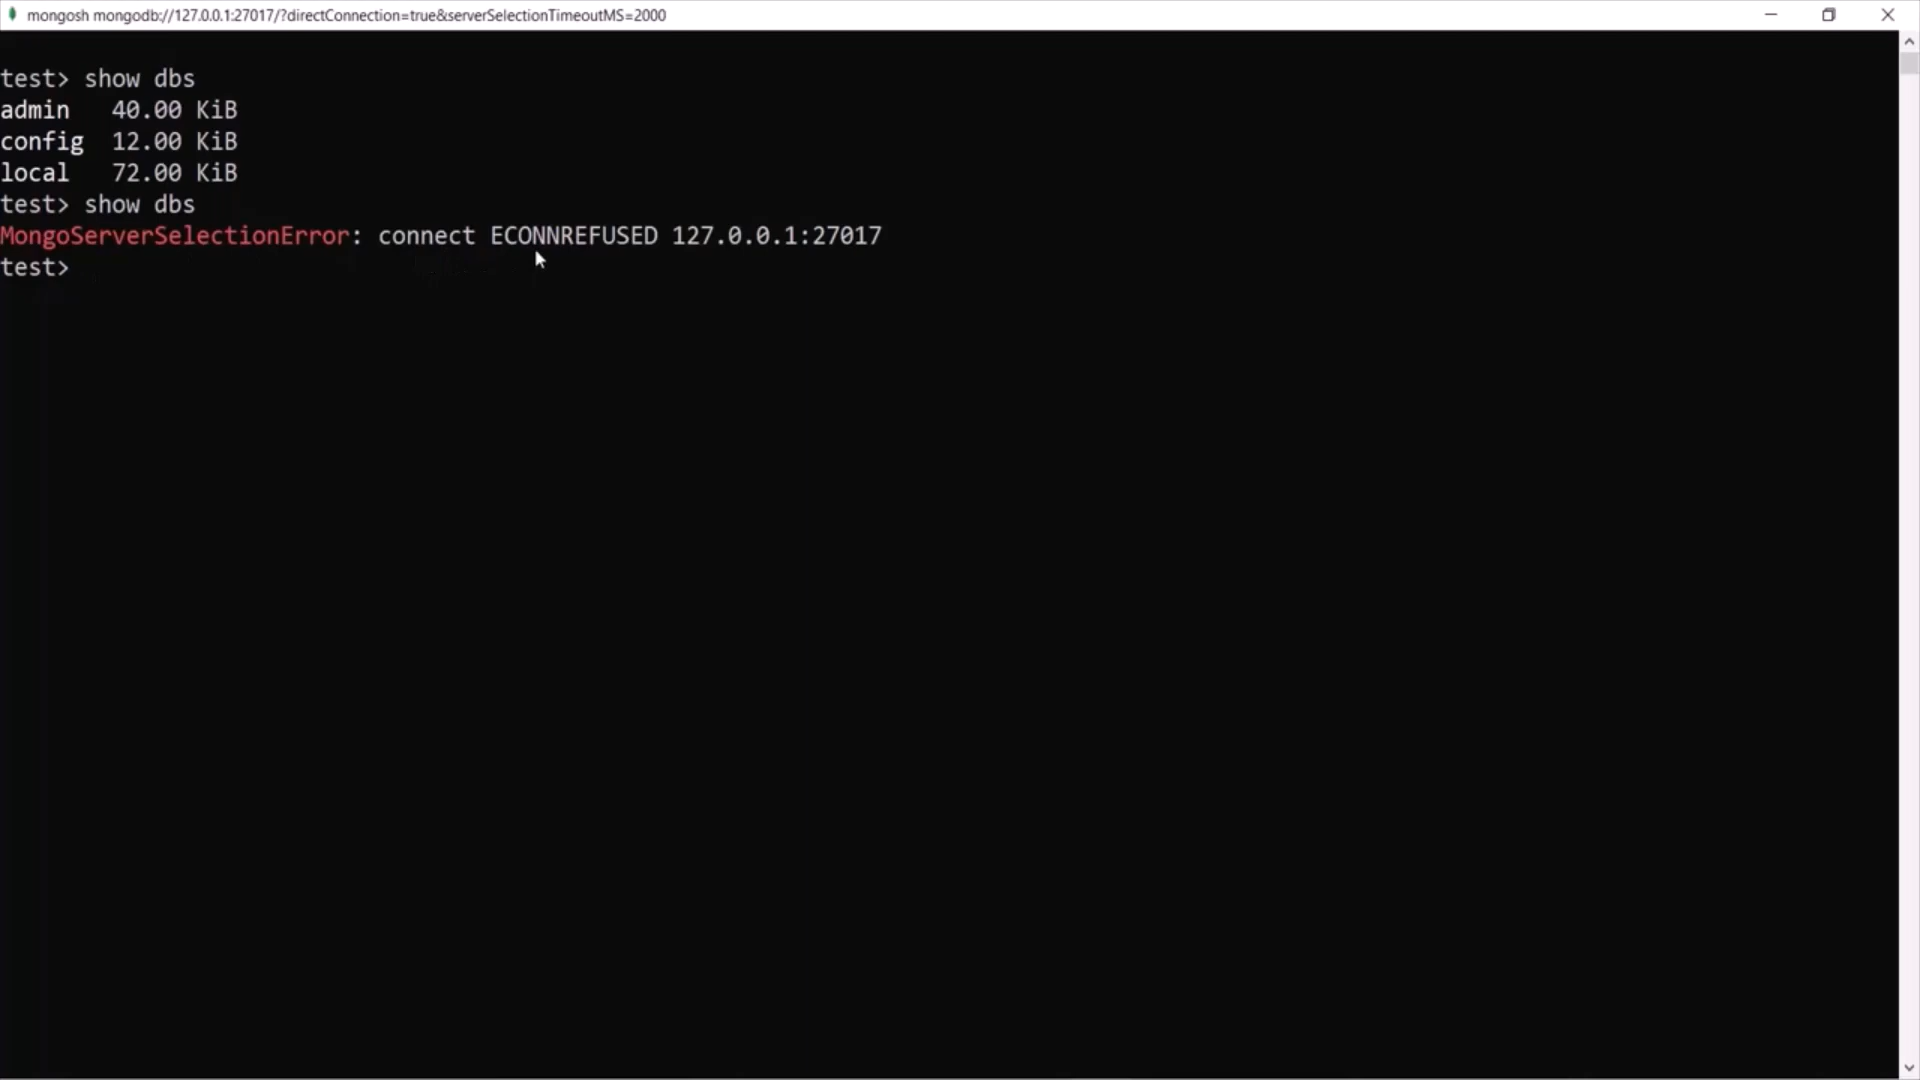 mongosh mongodb://127.0.0.1:27017/?directConnection=true&serverSelectionTimeoutMS=2000
test> show dbs
admin   40.00 KiB
config  12.00 KiB
local   72.00 KiB
test> show dbs
MongoServerSelectionError: connect ECONNREFUSED 127.0.0.1:27017
test>